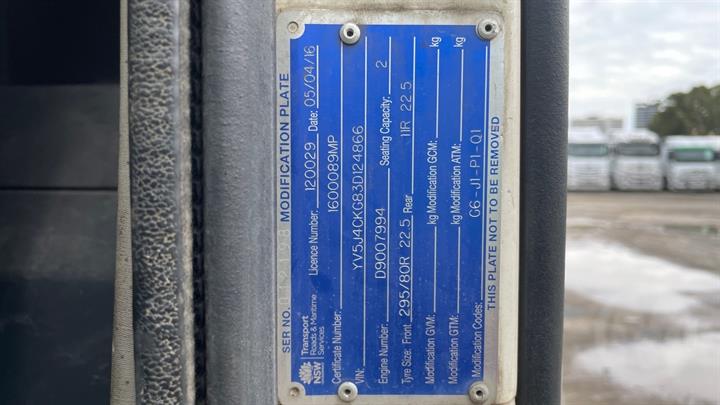 SER NO. MODIFICATION PLATE
NSW Transport Roads & Maritime Services
Licence Number: 120029 Date: 05/04/16
Certificate Number: 1600089MP
VIN: YV5J4CKG83D124866
Engine Number: D9007994 Seating Capacity: 2
Tyre Size: Front 295/80R 22.5 Rear 11R 22.5
Modification GVM: kg Modification GCM: kg
Modification GTM: kg Modification ATM: kg
Modification Codes: G6-J1-P1-Q1
THIS PLATE NOT TO BE REMOVED